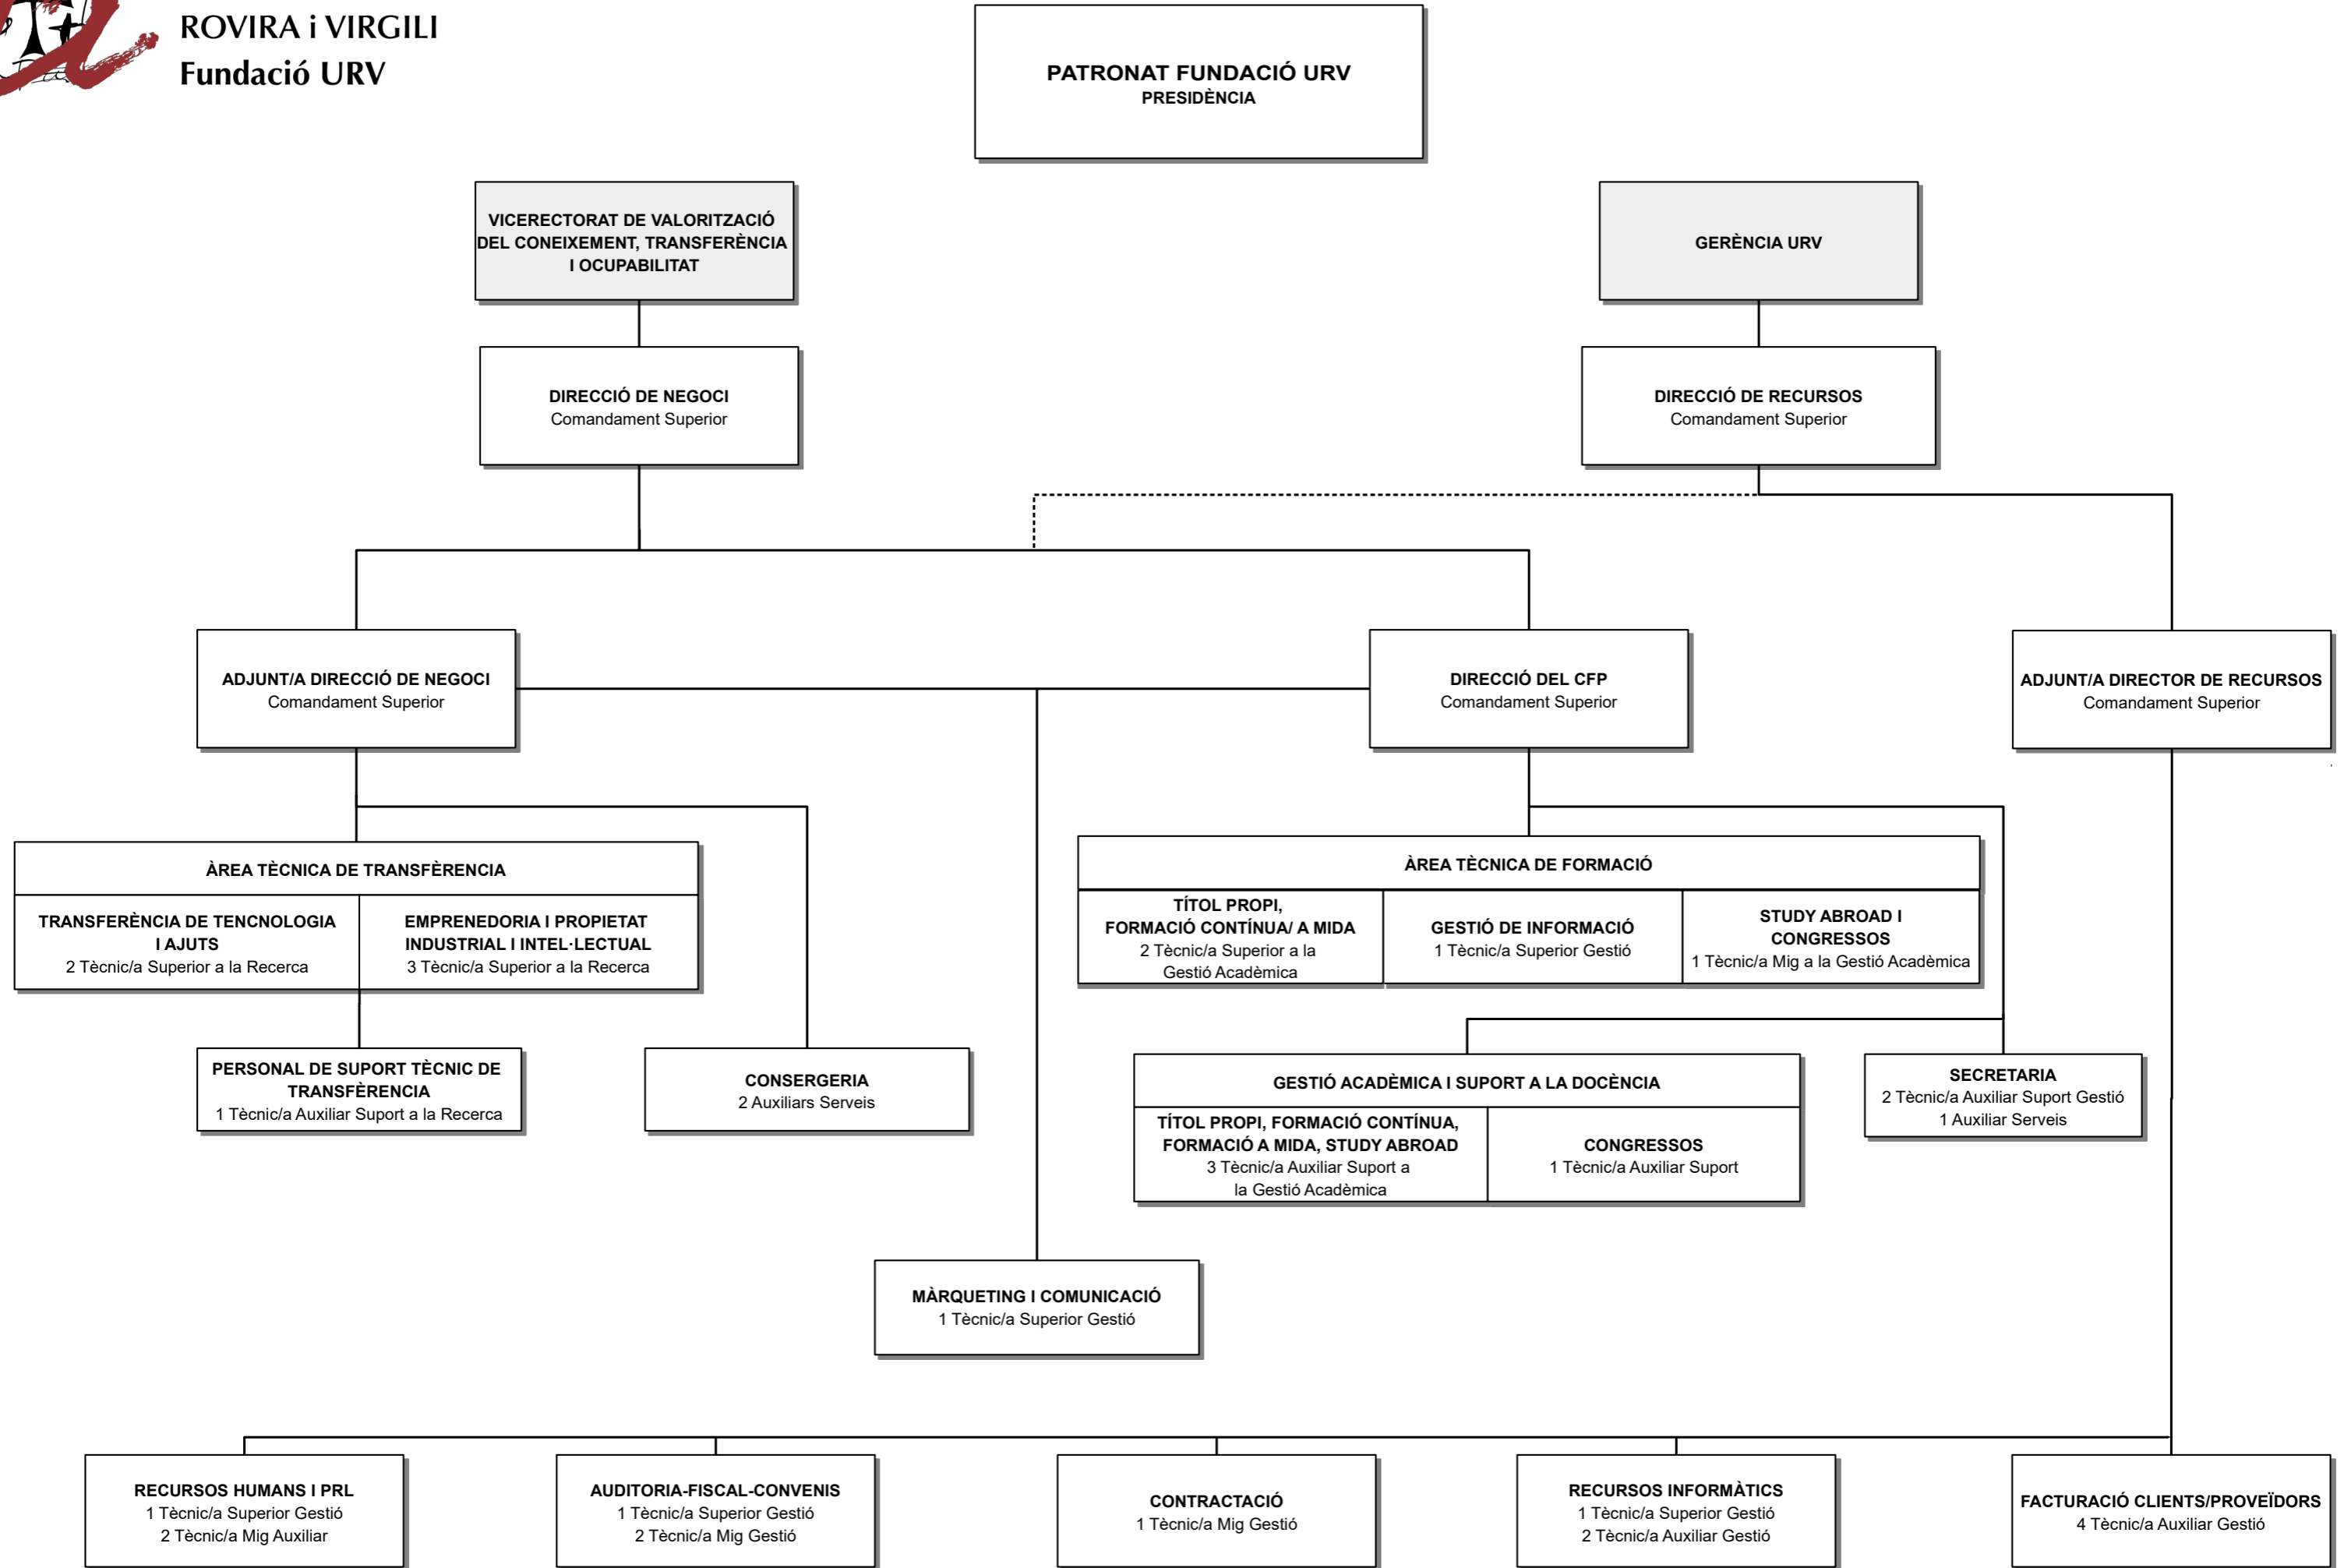 ROVIRA i VIRGILI
Fundació URV
PATRONAT FUNDACIÓ URV
PRESIDÈNCIA
VICERECTORAT DE VALORITZACIÓ
DEL CONEIXEMENT, TRANSFERÈNCIA
I OCUPABILITAT
GERÈNCIA URV
DIRECCIÓ DE NEGOCI
Comandament Superior
DIRECCIÓ DE RECURSOS
Comandament Superior
ADJUNT/A DIRECCIÓ DE NEGOCI
Comandament Superior
DIRECCIÓ DEL CFP
Comandament Superior
ADJUNT/A DIRECTOR DE RECURSOS
Comandament Superior
ÀREA TÈCNICA DE TRANSFÈRENCIA
TRANSFERÈNCIA DE TENCNOLOGIA
I AJUTS
2 Tècnic/a Superior a la Recerca
EMPRENEDORIA I PROPIETAT
INDUSTRIAL I INTEL·LECTUAL
3 Tècnic/a Superior a la Recerca
ÀREA TÈCNICA DE FORMACIÓ
TÍTOL PROPI,
FORMACIÓ CONTÍNUA/ A MIDA
2 Tècnic/a Superior a la
Gestió Acadèmica
GESTIÓ DE INFORMACIÓ
1 Tècnic/a Superior Gestió
STUDY ABROAD I
CONGRESSOS
1 Tècnic/a Mig a la Gestió Acadèmica
PERSONAL DE SUPORT TÈCNIC DE
TRANSFÈRENCIA
1 Tècnic/a Auxiliar Suport a la Recerca
CONSERGERIA
2 Auxiliars Serveis
GESTIÓ ACADÈMICA I SUPORT A LA DOCÈNCIA
TÍTOL PROPI, FORMACIÓ CONTÍNUA,
FORMACIÓ A MIDA, STUDY ABROAD
3 Tècnic/a Auxiliar Suport a
la Gestió Acadèmica
CONGRESSOS
1 Tècnic/a Auxiliar Suport
SECRETARIA
2 Tècnic/a Auxiliar Suport Gestió
1 Auxiliar Serveis
MÀRQUETING I COMUNICACIÓ
1 Tècnic/a Superior Gestió
RECURSOS HUMANS I PRL
1 Tècnic/a Superior Gestió
2 Tècnic/a Mig Auxiliar
AUDITORIA-FISCAL-CONVENIS
1 Tècnic/a Superior Gestió
2 Tècnic/a Mig Gestió
CONTRACTACIÓ
1 Tècnic/a Mig Gestió
RECURSOS INFORMÀTICS
1 Tècnic/a Superior Gestió
2 Tècnic/a Auxiliar Gestió
FACTURACIÓ CLIENTS/PROVEÏDORS
4 Tècnic/a Auxiliar Gestió